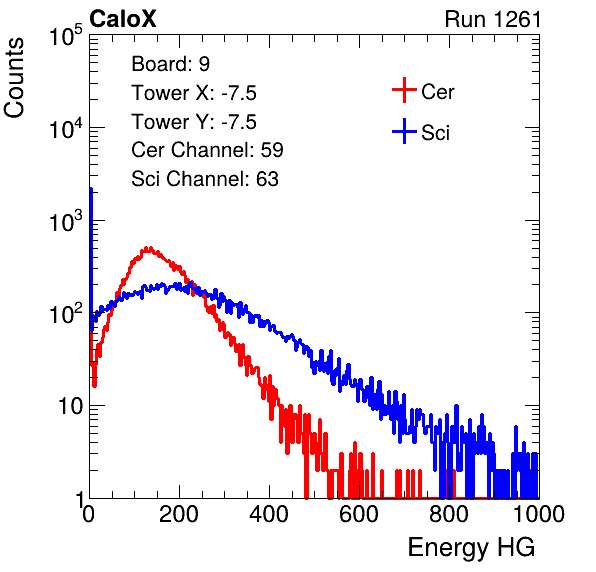 CaloX Run 1261
Counts
Board: 9
Tower X: -7.5
Tower Y: -7.5
Cer Channel: 59
Sci Channel: 63
Cer
Sci
10^5
10^4
10^3
10^2
10
1
0 200 400 600 800 1000
Energy HG